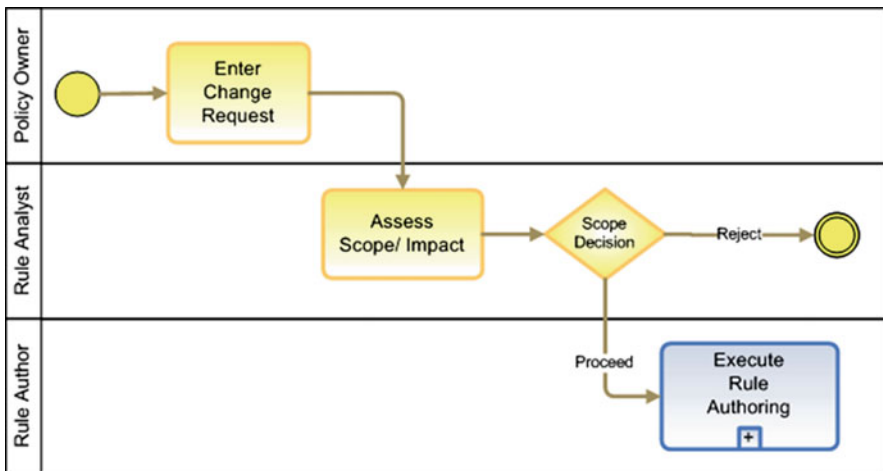 Policy Owner
Enter
Change
Request
Rule Analyst
Assess
Scope/ Impact
Scope
Decision
Reject
Rule Author
Proceed
Execute
Rule
Authoring
+